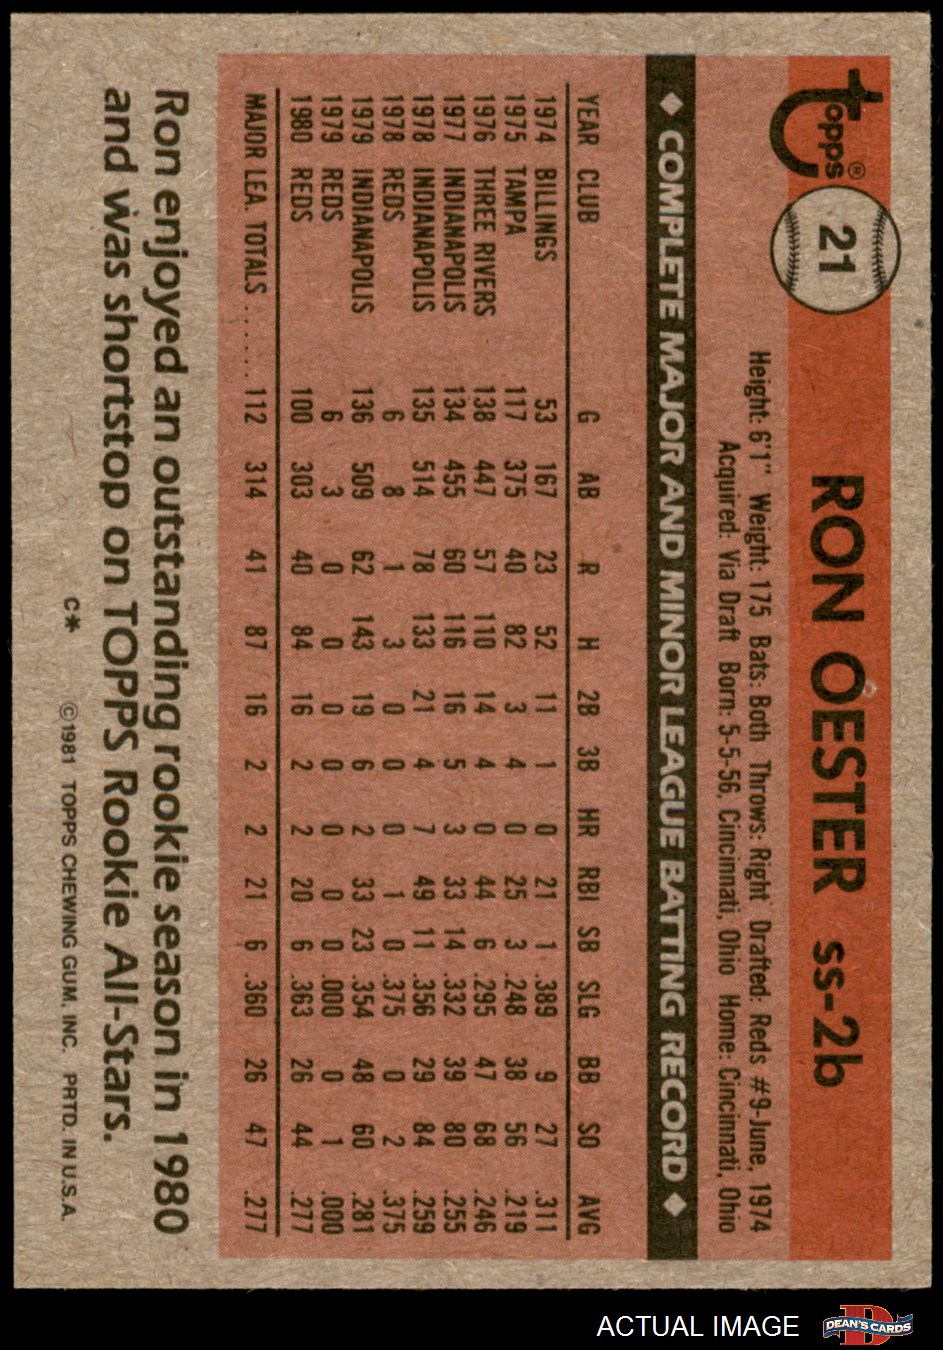 Topps®
21
RON OESTER ss-2b
Height: 6'1" Weight: 175 Bats: Both Throws: Right Drafted: Reds #9-June, 1974
Acquired: Via Draft Born: 5-5-56, Cincinnati, Ohio Home: Cincinnati, Ohio
◆ COMPLETE MAJOR AND MINOR LEAGUE BATTING RECORD ◆
YEAR CLUB G AB R H 2B 3B HR RBI SB SLG BB SO AVG
1974 BILLINGS 53 167 23 52 11 1 0 21 1 .389 9 27 .311
1975 TAMPA 117 375 40 82 3 4 0 25 3 .248 38 56 .219
1976 THREE RIVERS 138 447 57 110 14 4 0 44 6 .295 47 68 .246
1977 INDIANAPOLIS 134 455 60 116 16 5 3 33 14 .332 39 80 .255
1978 INDIANAPOLIS 135 514 78 133 21 4 7 49 11 .356 29 84 .259
1978 REDS 6 8 1 3 0 0 0 1 0 .375 0 2 .375
1979 INDIANAPOLIS 136 509 62 143 19 6 2 33 23 .354 48 60 .281
1979 REDS 6 3 0 0 0 0 0 0 0 .000 0 1 .000
1980 REDS 100 303 40 84 16 2 2 20 6 .363 26 44 .277
MAJOR LEA. TOTALS ...... 112 314 41 87 16 2 2 21 6 .360 26 47 .277
Ron enjoyed an outstanding rookie season in 1980
and was shortstop on TOPPS Rookie All-Stars.
C* ©1981 TOPPS CHEWING GUM, INC. PRTD. IN U.S.A.
ACTUAL IMAGE
D
DEAN'S CARDS